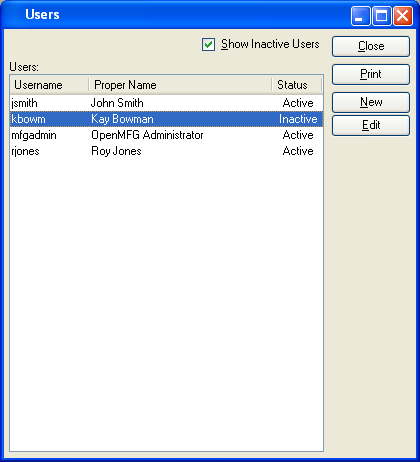 Users
Show Inactive Users
Close
Users:
Print
Username Proper Name Status
New
jsmith John Smith Active
kbowm Kay Bowman Inactive
Edit
mfgadmin OpenMFG Administrator Active
rjones Roy Jones Active